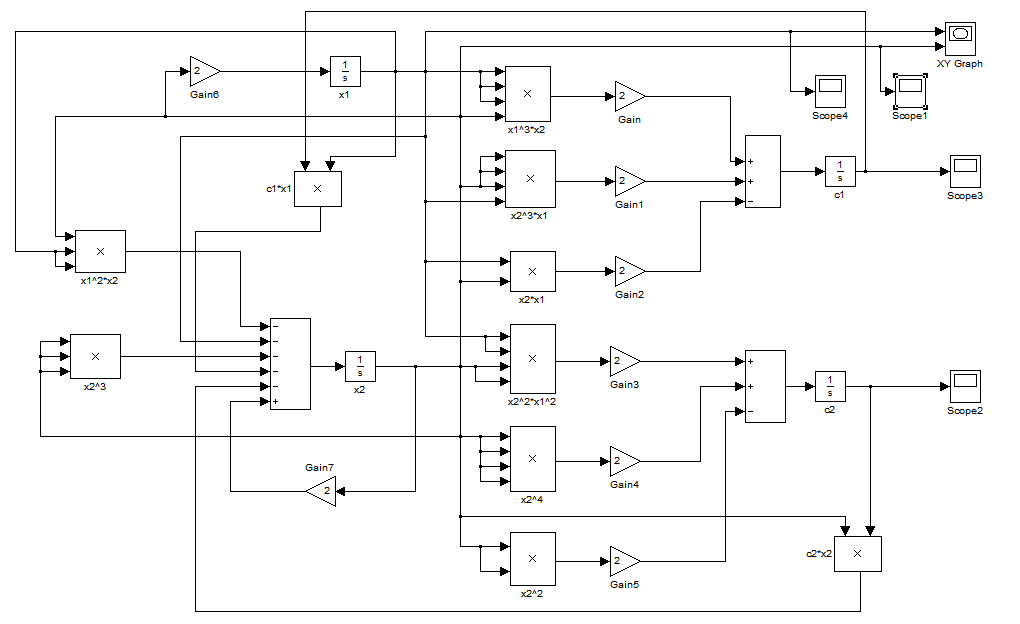 XY Graph
2
Gain6
1
s
x1
×
x1^3*x2
2
Gain
Scope4
Scope1
×
c1*x1
×
x2^3*x1
2
Gain1
+
+
−
1
s
c1
Scope3
×
x1^2*x2
×
x2*x1
2
Gain2
×
x2^3
−
−
−
−
−
+
1
s
x2
×
x2^2*x1^2
2
Gain3
+
+
−
1
s
c2
Scope2
Gain7
2
×
x2^4
2
Gain4
×
x2^2
2
Gain5
c2*x2
×